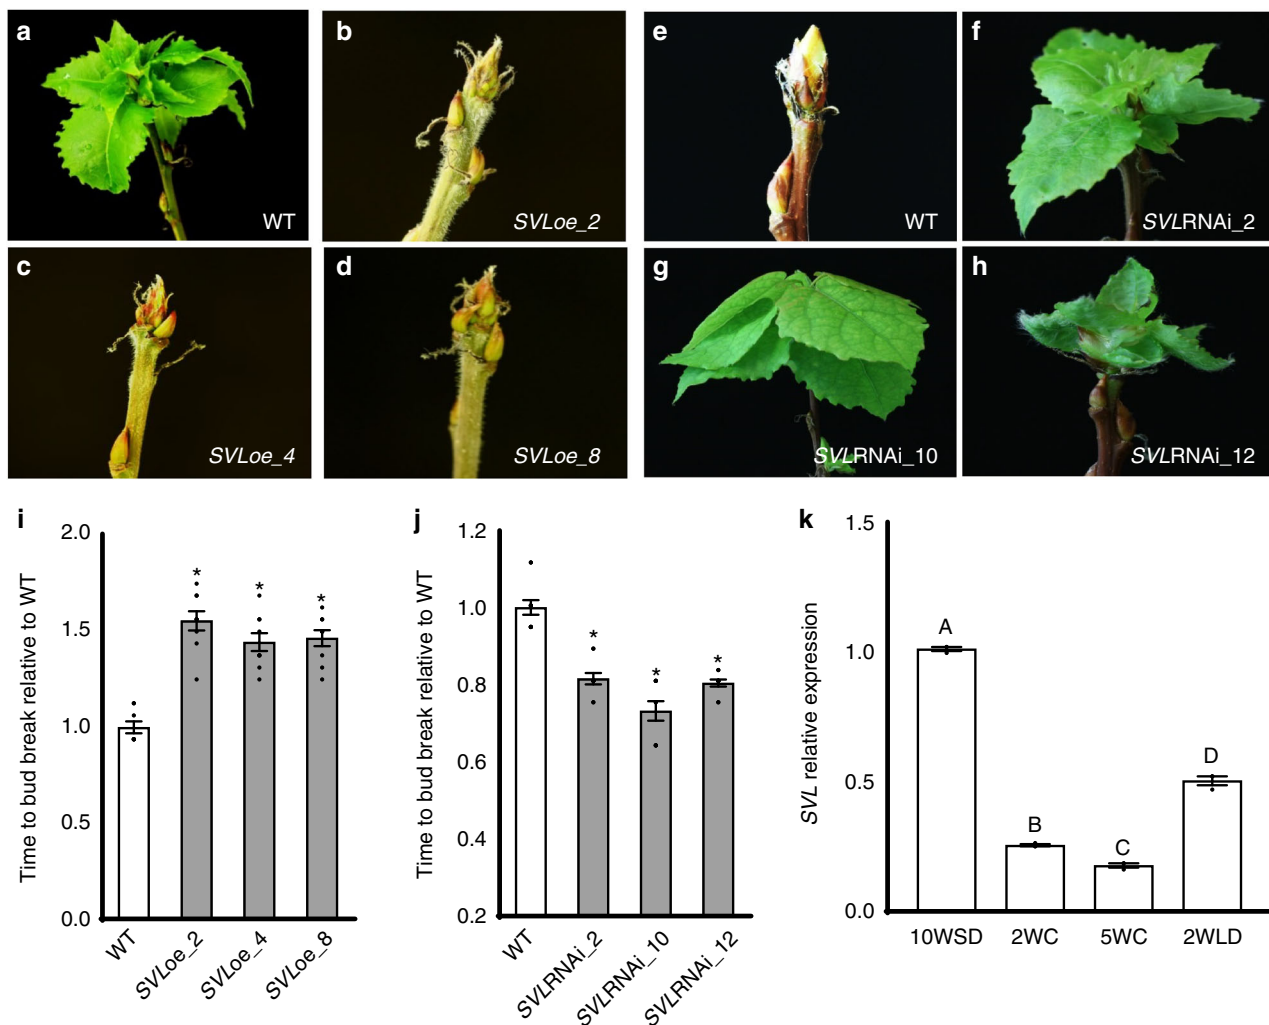 a
WT
b
SVLoe_2
e
WT
f
SVLRNAi_2
c
SVLoe_4
d
SVLoe_8
g
SVLRNAi_10
h
SVLRNAi_12
i
Time to bud break relative to WT
2.0
1.5
1.0
0.5
0.0
*
*
*
WT
SVLoe_2
SVLoe_4
SVLoe_8
j
Time to bud break relative to WT
1.2
1.0
0.8
0.6
0.4
0.2
*
*
*
WT
SVLRNAi_2
SVLRNAi_10
SVLRNAi_12
k
SVL relative expression
1.5
1.0
0.5
0.0
A
B
C
D
10WSD
2WC
5WC
2WLD